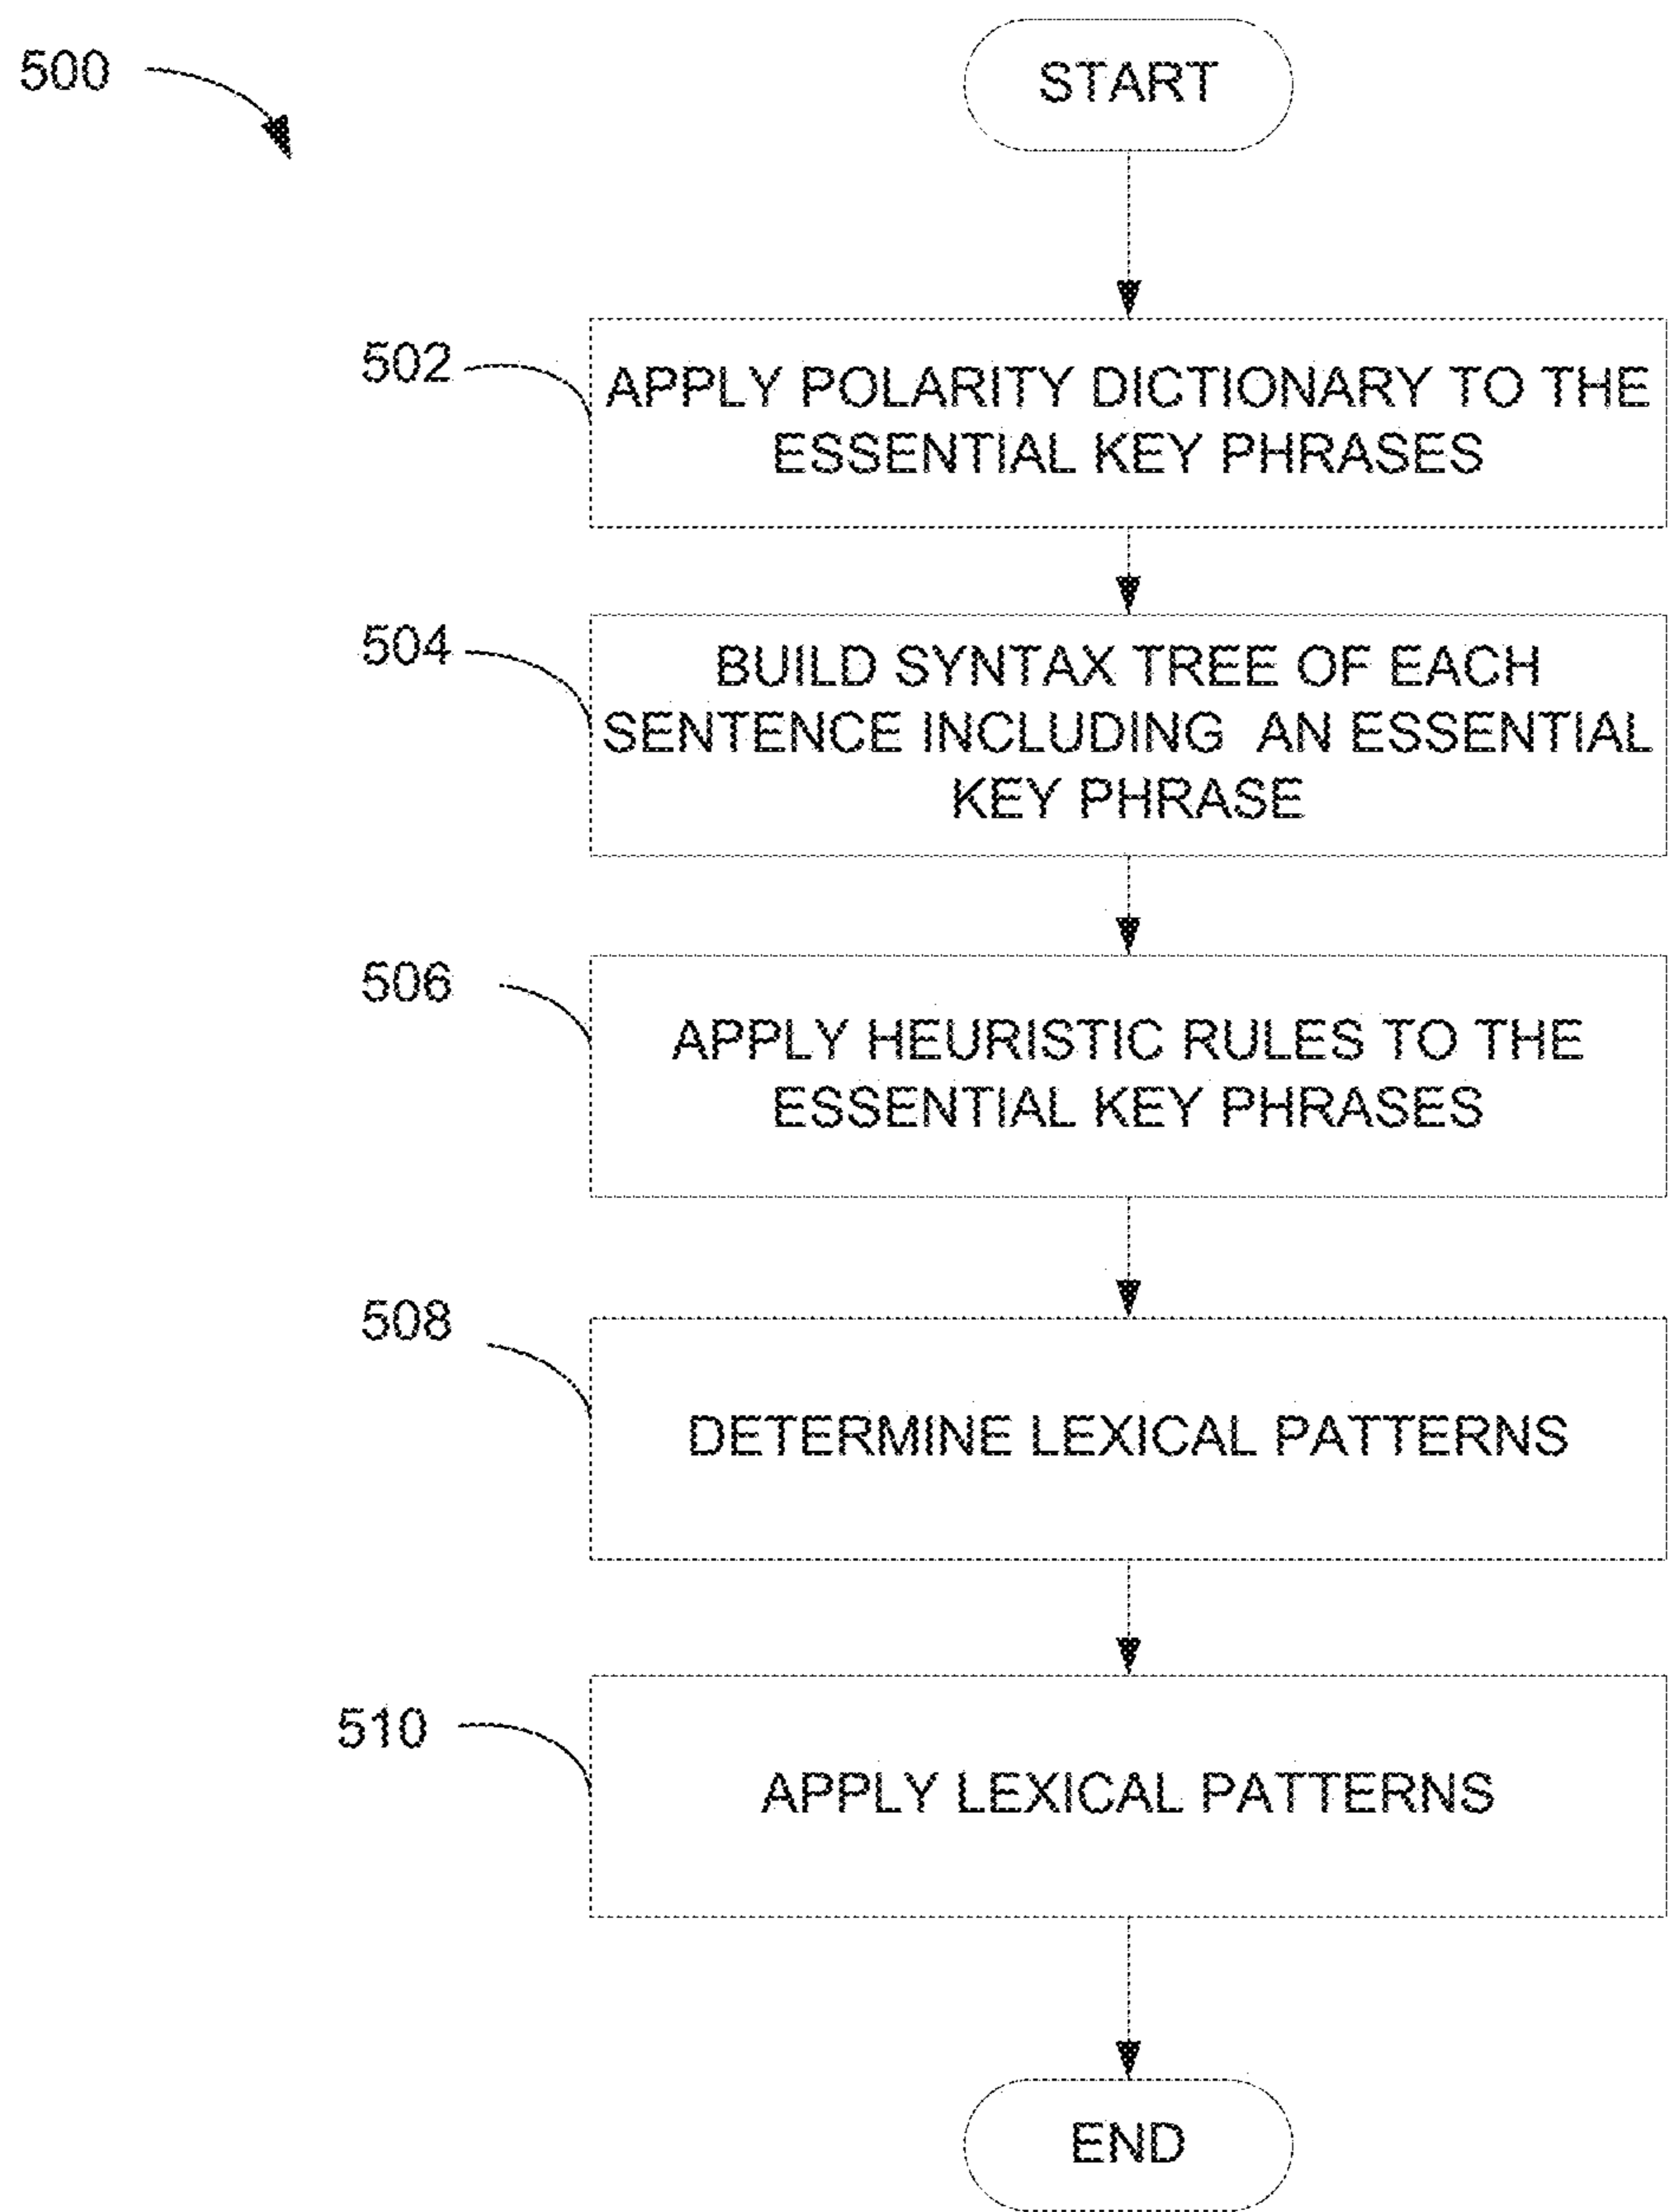 500
START
502
APPLY POLARITY DICTIONARY TO THE
ESSENTIAL KEY PHRASES
504
BUILD SYNTAX TREE OF EACH
SENTENCE INCLUDING AN ESSENTIAL
KEY PHRASE
506
APPLY HEURISTIC RULES TO THE
ESSENTIAL KEY PHRASES
508
DETERMINE LEXICAL PATTERNS
510
APPLY LEXICAL PATTERNS
END